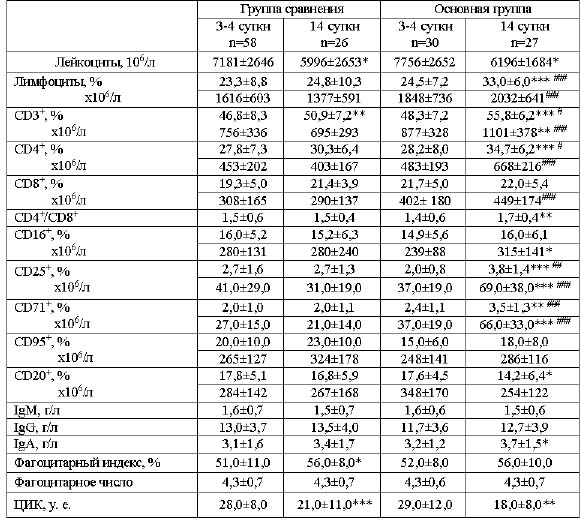 Группа сравнения Основная группа
3-4 сутки 14 сутки 3-4 сутки 14 сутки
n=58 n=26 n=30 n=27
Лейкоциты, 10⁶/л 7181±2646 5996±2653* 7756±2652 6196±1684*
Лимфоциты, % 23,3±8,8 24,8±10,3 24,5±7,2 33,0±6,0*** ###
х10⁶/л 1616±603 1377±591 1848±736 2032±641###
CD3⁺, % 46,8±8,3 50,9±7,2** 48,3±7,2 55,8±6,2*** #
х10⁶/л 756±336 695±293 877±328 1101±378** ###
CD4⁺, % 27,8±7,3 30,3±6,4 28,2±8,0 34,7±6,2*** #
х10⁶/л 453±202 403±167 483±193 668±216###
CD8⁺, % 19,3±5,0 21,4±3,9 21,7±5,0 22,0±5,4
х10⁶/л 308±165 290±137 402± 180 449±174###
CD4⁺/CD8⁺ 1,5±0,6 1,5±0,4 1,4±0,6 1,7±0,4**
CD16⁺, % 16,0±5,2 15,2±6,3 14,9±5,6 16,0±6,1
х10⁶/л 280±131 280±240 239±88 315±141*
CD25⁺, % 2,7±1,6 2,7±1,3 2,0±0,8 3,8±1,4*** ##
х10⁶/л 41,0±29,0 31,0±19,0 37,0±19,0 69,0±38,0*** ###
CD71⁺, % 2,0±1,0 2,0±1,1 2,4±1,1 3,5±1,3** ###
х10⁶/л 27,0±15,0 21,0±14,0 37,0±19,0 66,0±33,0*** ###
CD95⁺, % 20,0±10,0 23,0±10,0 15,0±6,0 18,0±8,0
х10⁶/л 265±127 324±178 248±141 286±116
CD20⁺, % 17,8±5,1 16,8±5,9 17,6±4,5 14,2±6,4*
х10⁶/л 284±142 267±168 348±170 254±122
IgM, г/л 1,6±0,7 1,5±0,7 1,6±0,6 1,5±0,6
IgG, г/л 13,0±3,7 13,5±4,0 11,7±3,6 12,7±3,9
IgA, г/л 3,1±1,6 3,4±1,7 3,2±1,2 3,7±1,5*
Фагоцитарный индекс, % 51,0±11,0 56,0±8,0* 52,0±8,0 56,0±10,0
Фагоцитарное число 4,3±0,7 4,3±0,7 4,3±0,6 4,3±0,7
ЦИК, у. е. 28,0±8,0 21,0±11,0*** 29,0±12,0 18,0±8,0**